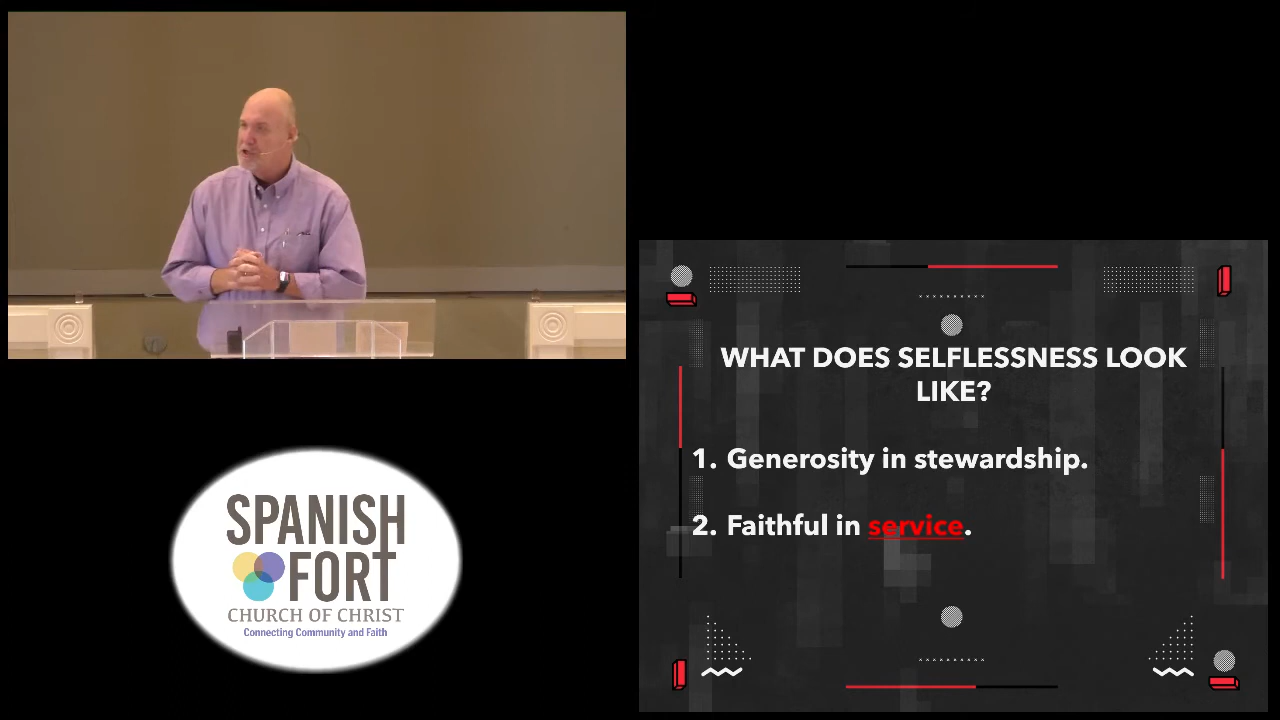 WHAT DOES SELFLESSNESS LOOK
LIKE?
1. Generosity in stewardship.
2. Faithful in service.
SPANISH
FORT
CHURCH OF CHRIST
Connecting Community and Faith